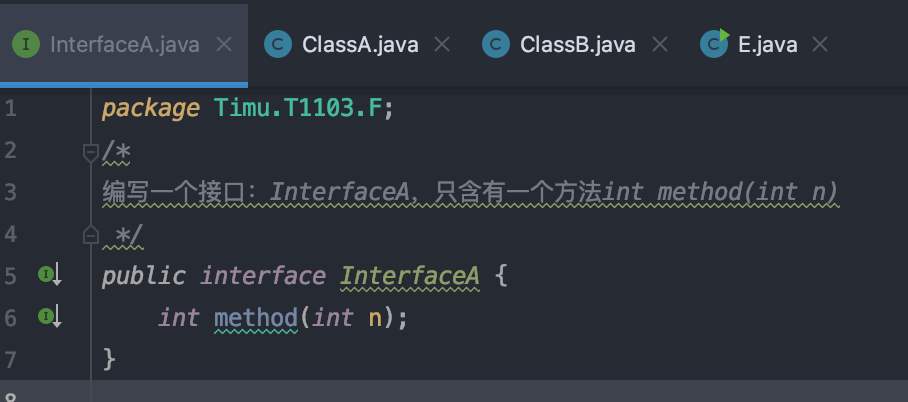 I InterfaceA.java × C ClassA.java × C ClassB.java × C E.java ×
1 package Timu.T1103.F;
2 /*
3 编写一个接口：InterfaceA，只含有一个方法int method(int n)
4 */
5 public interface InterfaceA {
6 int method(int n);
7 }
8